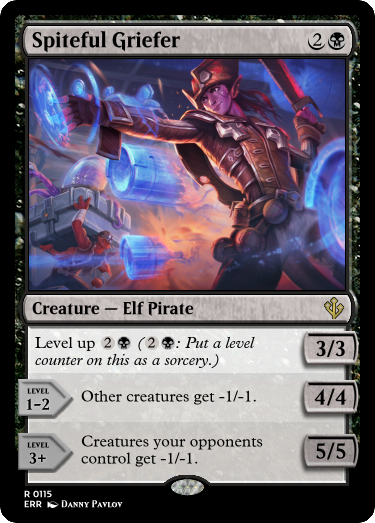 Spiteful Griefer 2
Creature — Elf Pirate
Level up 2 ( 2 : Put a level
counter on this as a sorcery.)
3/3
LEVEL
1-2
Other creatures get -1/-1.
4/4
LEVEL
3+
Creatures your opponents
control get -1/-1.
5/5
R 0115
ERR DANNY PAVLOV